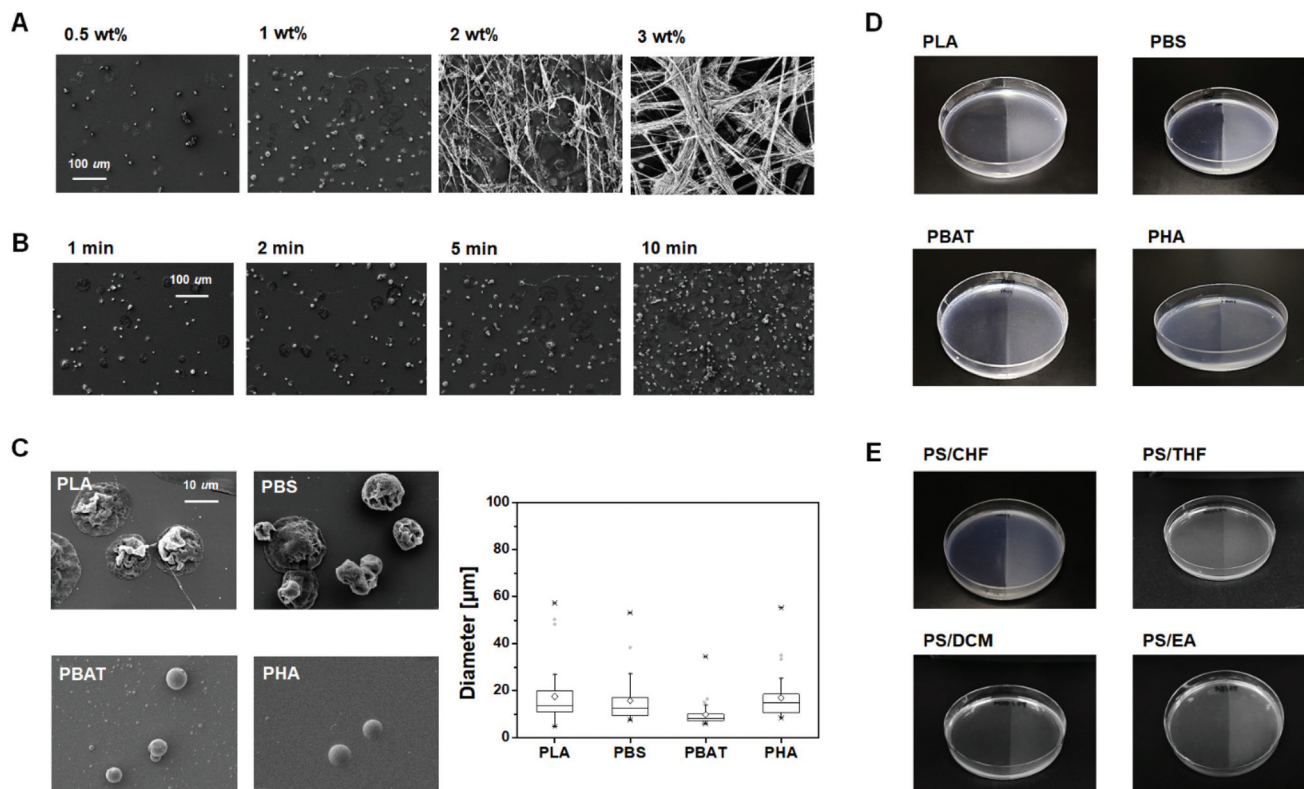 A
0.5 wt%
1 wt%
2 wt%
3 wt%
100 um
B
1 min
2 min
5 min
10 min
100 um
C
PLA
10 um
PBS
PBAT
PHA
Diameter [µm]
100
80
60
40
20
0
PLA
PBS
PBAT
PHA
D
PLA
PBS
PBAT
PHA
E
PS/CHF
PS/THF
PS/DCM
PS/EA